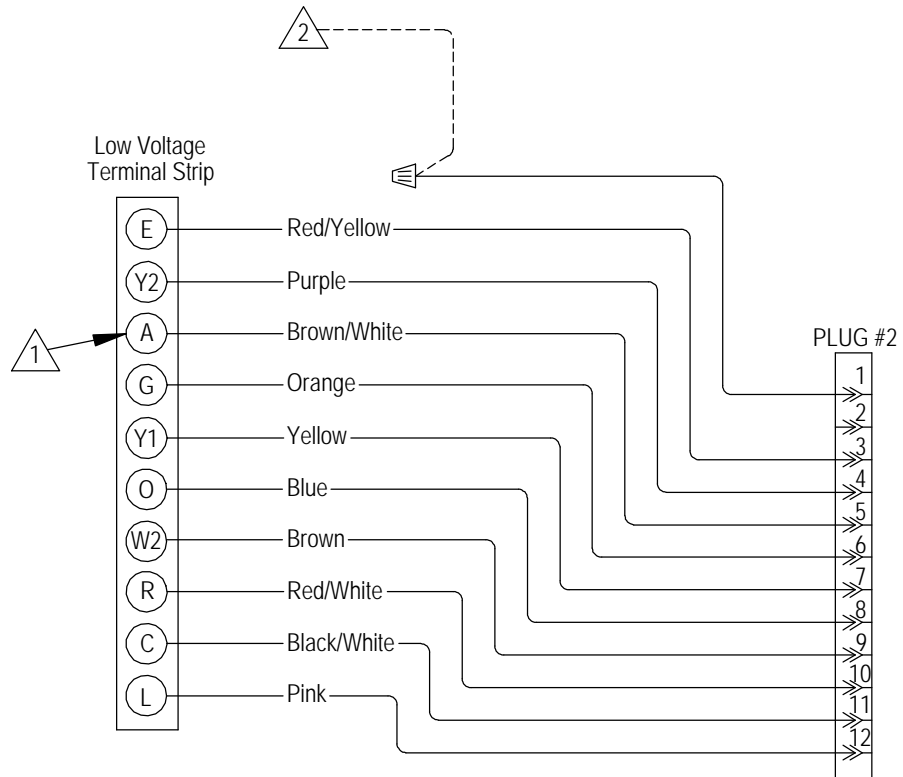 2
Low Voltage
Terminal Strip
E Red/Yellow
Y2 Purple
1
A Brown/White
G Orange
Y1 Yellow
O Blue
W2 Brown
R Red/White
C Black/White
L Pink
PLUG #2
1
2
3
4
5
6
7
8
9
10
11
12